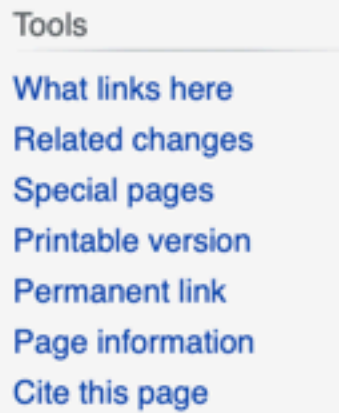 Tools
What links here
Related changes
Special pages
Printable version
Permanent link
Page information
Cite this page